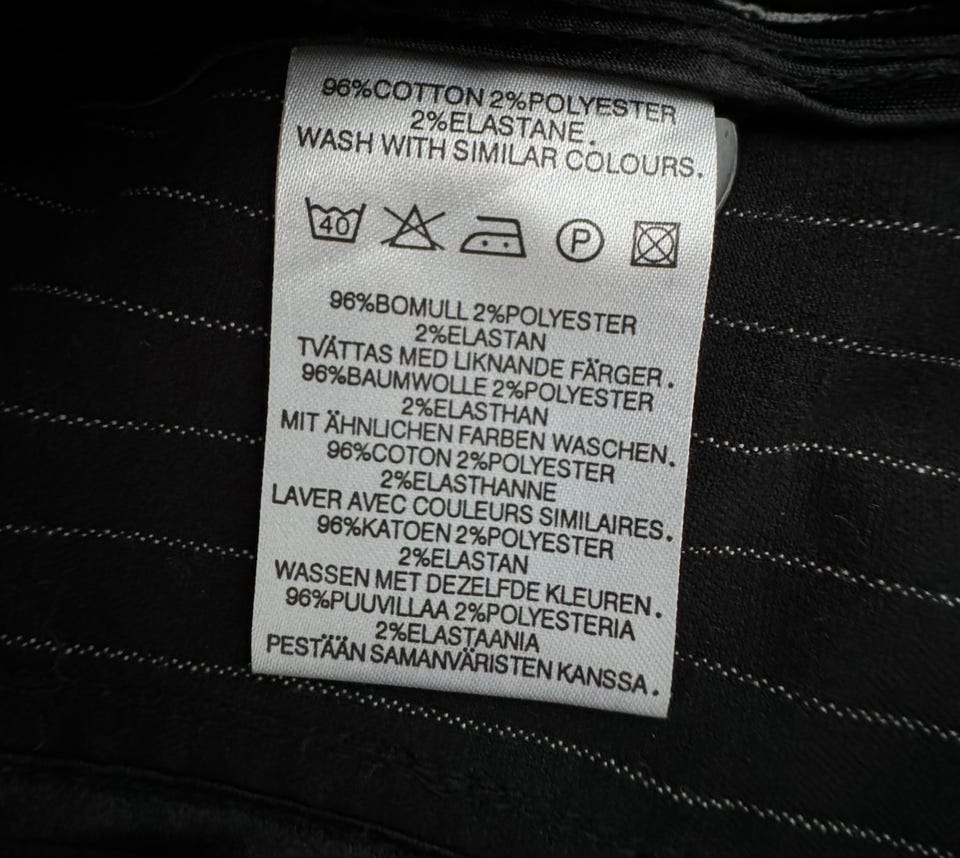 96%COTTON 2%POLYESTER
2%ELASTANE.
WASH WITH SIMILAR COLOURS.
40 P
96%BOMULL 2%POLYESTER
2%ELASTAN
TVÄTTAS MED LIKNANDE FÄRGER.
96%BAUMWOLLE 2%POLYESTER
2%ELASTHAN
MIT ÄHNLICHEN FARBEN WASCHEN.
96%COTON 2%POLYESTER
2%ELASTHANNE
LAVER AVEC COULEURS SIMILAIRES.
96%KATOEN 2%POLYESTER
2%ELASTAN
WASSEN MET DEZELFDE KLEUREN.
96%PUUVILLAA 2%POLYESTERIA
2%ELASTAANIA
PESTÄÄN SAMANVÄRISTEN KANSSA.